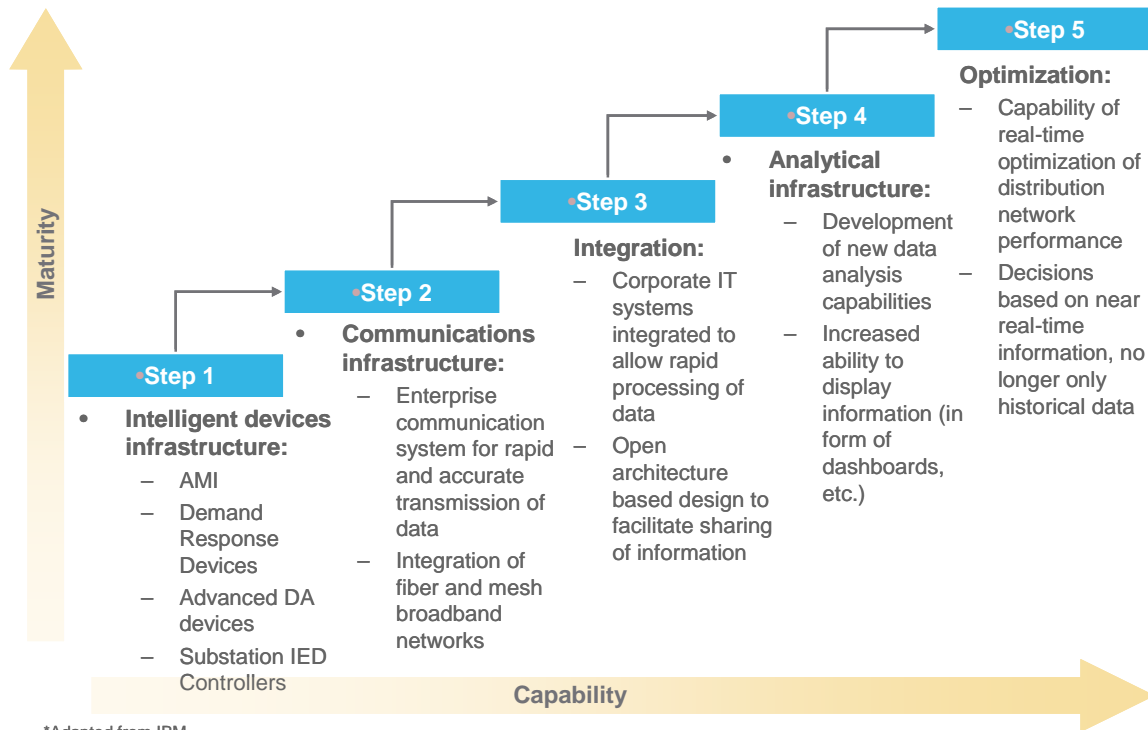 Maturity
•Step 1
• Intelligent devices
infrastructure:
– AMI
– Demand
Response
Devices
– Advanced DA
devices
– Substation IED
Controllers
•Step 2
• Communications
infrastructure:
– Enterprise
communication
system for rapid
and accurate
transmission of
data
– Integration of
fiber and mesh
broadband
networks
•Step 3
Integration:
– Corporate IT
systems
integrated to
allow rapid
processing of
data
– Open
architecture
based design to
facilitate sharing
of information
•Step 4
• Analytical
infrastructure:
– Development
of new data
analysis
capabilities
– Increased
ability to
display
information (in
form of
dashboards,
etc.)
•Step 5
Optimization:
– Capability of
real-time
optimization of
distribution
network
performance
– Decisions
based on near
real-time
information, no
longer only
historical data
Capability
*Adapted from IBM